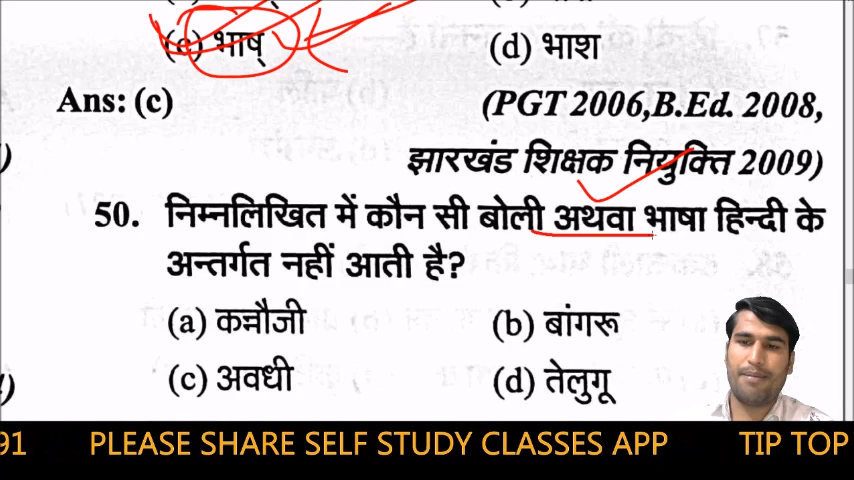 (c) भाष्
(d) भाश
Ans: (c)
(PGT 2006,B.Ed. 2008,
झारखंड शिक्षक नियुक्ति 2009)
50. निम्नलिखित में कौन सी बोली अथवा भाषा हिन्दी के
अन्तर्गत नहीं आती है?
(a) कन्नौजी
(b) बांगरू
(c) अवधी
(d) तेलुगू
91 PLEASE SHARE SELF STUDY CLASSES APP TIP TOP